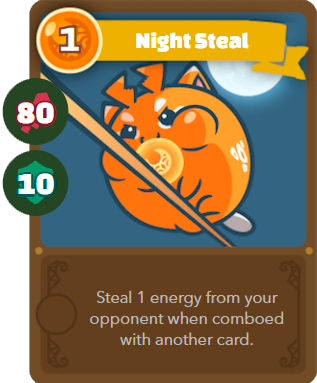 1
Night Steal
80
10
Steal 1 energy from your
opponent when comboed
with another card.